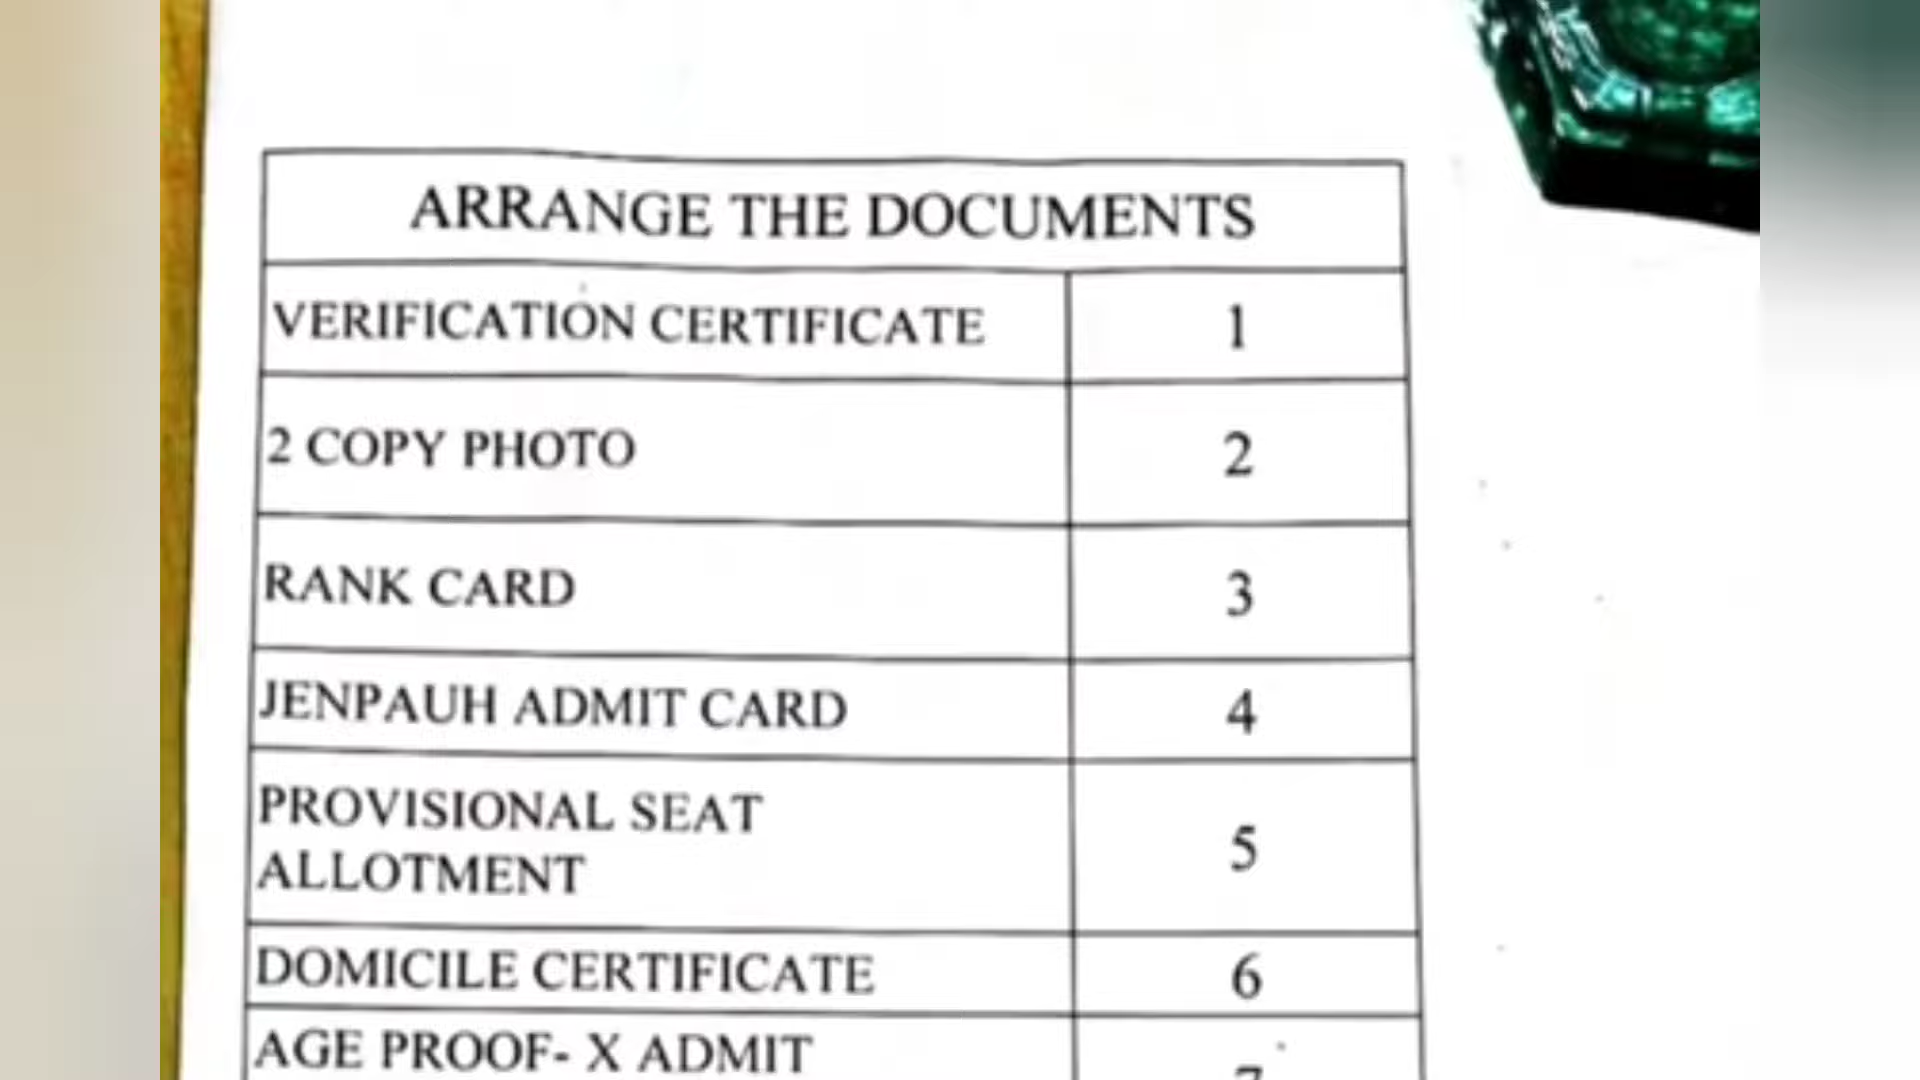 ARRANGE THE DOCUMENTS
VERIFICATION CERTIFICATE 1
2 COPY PHOTO 2
RANK CARD 3
JENPAUH ADMIT CARD 4
PROVISIONAL SEAT
ALLOTMENT 5
DOMICILE CERTIFICATE 6
AGE PROOF- X ADMIT